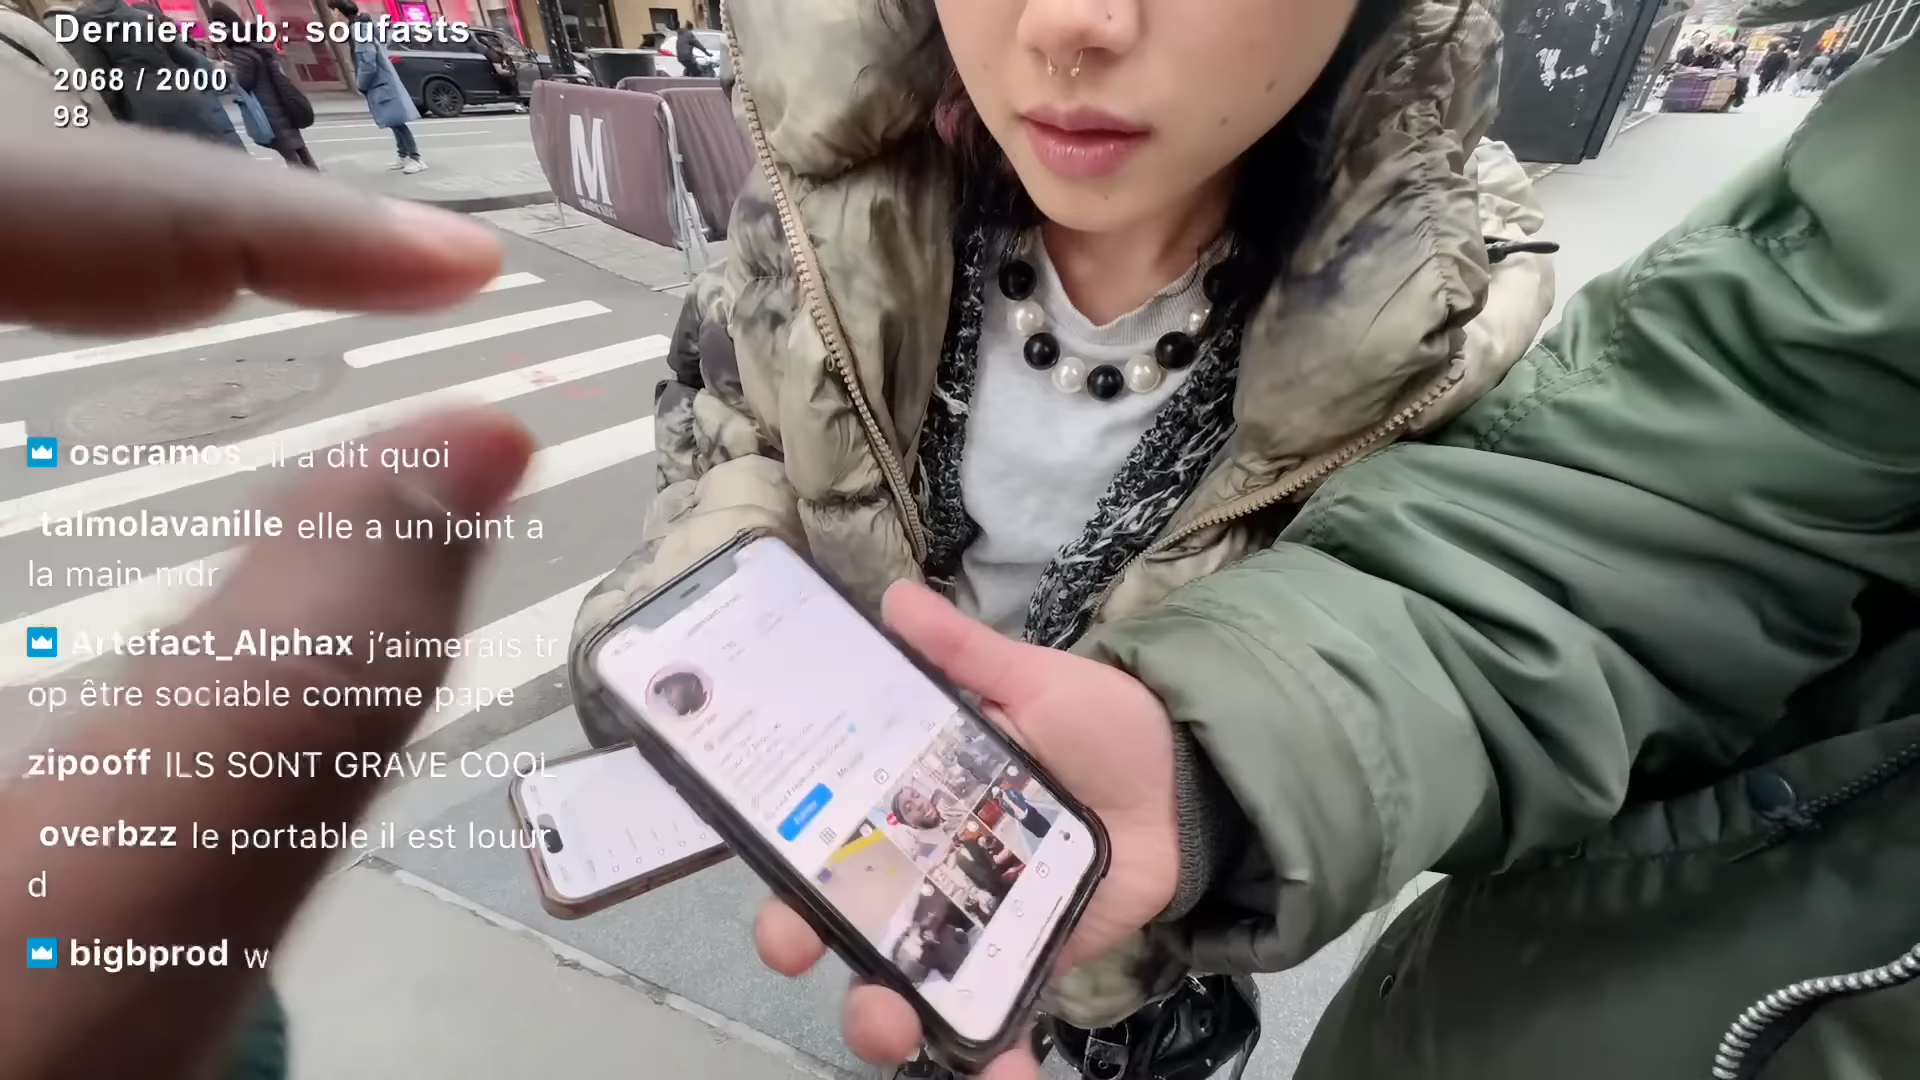 Dernier sub: soufasts
2068 / 2000
98
M
oscramos_ il a dit quoi
talmolavanille elle a un joint a
la main mdr
Artefact_Alphax j'aimerais tr
op être sociable comme pape
zipooff ILS SONT GRAVE COOL
overbzz le portable il est louur
d
bigbprod w